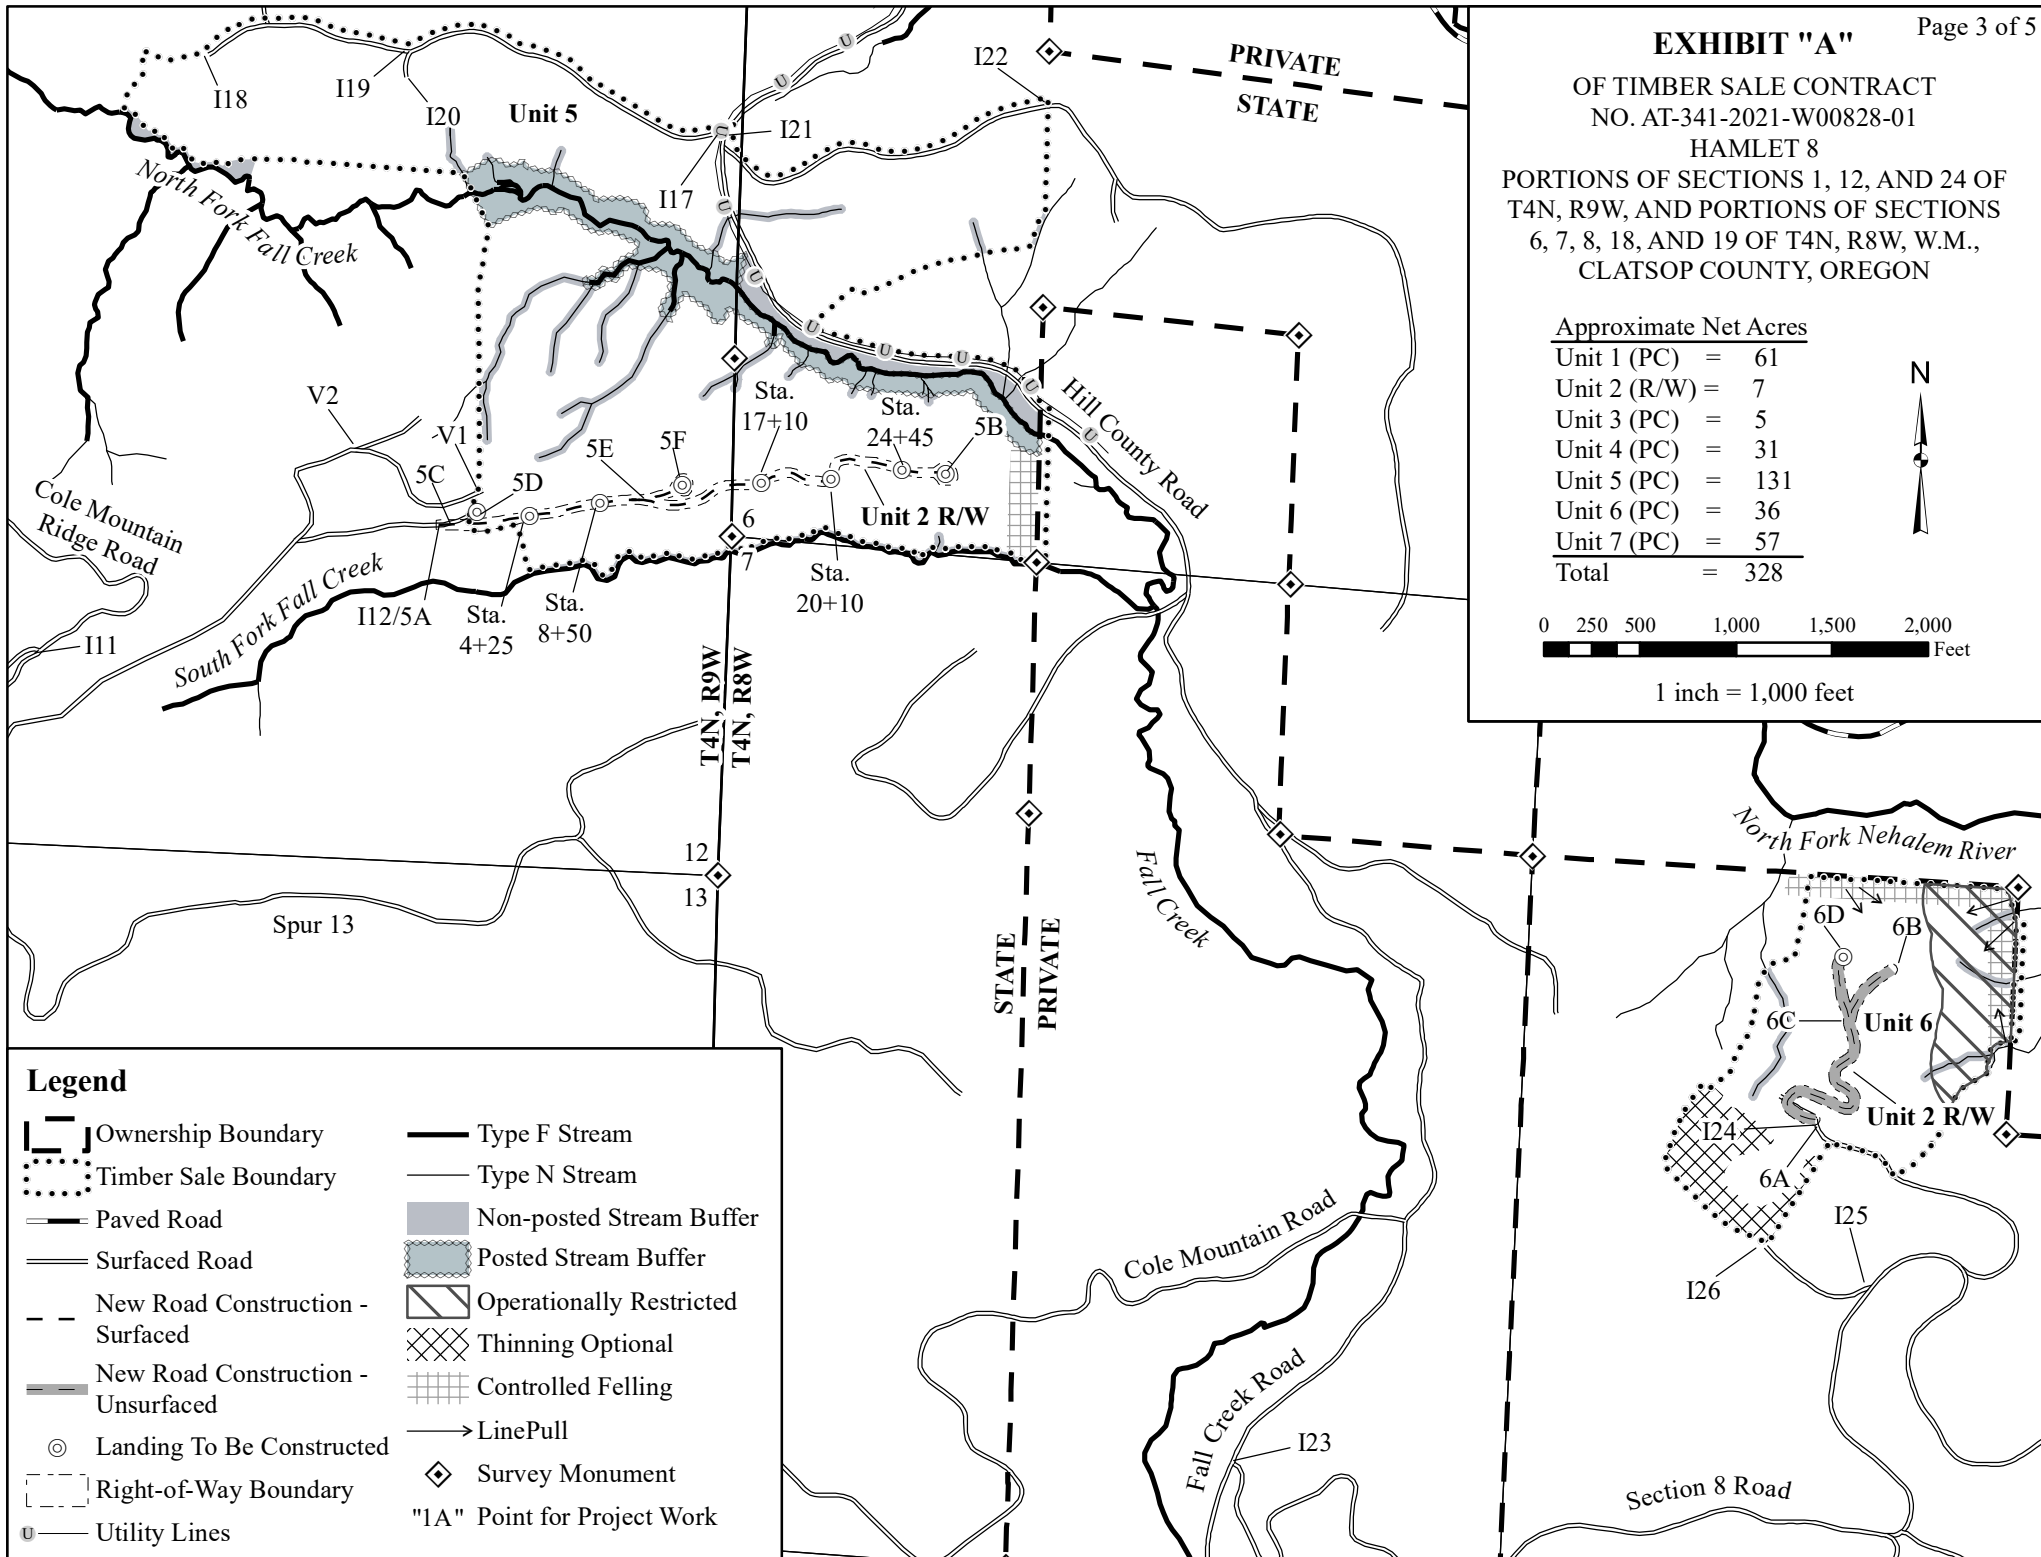 Page 3 of 5
EXHIBIT "A"
OF TIMBER SALE CONTRACT
NO. AT-341-2021-W00828-01
HAMLET 8
PORTIONS OF SECTIONS 1, 12, AND 24 OF
T4N, R9W, AND PORTIONS OF SECTIONS
6, 7, 8, 18, AND 19 OF T4N, R8W, W.M.,
CLATSOP COUNTY, OREGON
Approximate Net Acres
Unit 1 (PC) = 61
Unit 2 (R/W) = 7
Unit 3 (PC) = 5
Unit 4 (PC) = 31
Unit 5 (PC) = 131
Unit 6 (PC) = 36
Unit 7 (PC) = 57
Total = 328
N
0 250 500 1,000 1,500 2,000
Feet
1 inch = 1,000 feet
I18
I19
I20
Unit 5
U
U
I21
U
I17
U
I22
PRIVATE
STATE
North Fork Fall Creek
U
U
U
U
U
U
Hill County Road
V2
V1
5C
5D
5E
5F
Sta.
17+10
Sta.
24+45
5B
Unit 2 R/W
Cole Mountain
Ridge Road
South Fork Fall Creek
I11
I12/5A
Sta.
4+25
Sta.
8+50
6
7
Sta.
20+10
T4N, R9W
T4N, R8W
12
13
Spur 13
STATE
PRIVATE
Fall Creek
North Fork Nehalem River
6D
6B
6C
Unit 6
Unit 2 R/W
I24
6A
I25
I26
Cole Mountain Road
Fall Creek Road
I23
Section 8 Road
Legend
Ownership Boundary
Timber Sale Boundary
Paved Road
Surfaced Road
New Road Construction -
Surfaced
New Road Construction -
Unsurfaced
Landing To Be Constructed
Right-of-Way Boundary
U
Utility Lines
Type F Stream
Type N Stream
Non-posted Stream Buffer
Posted Stream Buffer
Operationally Restricted
Thinning Optional
Controlled Felling
LinePull
Survey Monument
"1A" Point for Project Work